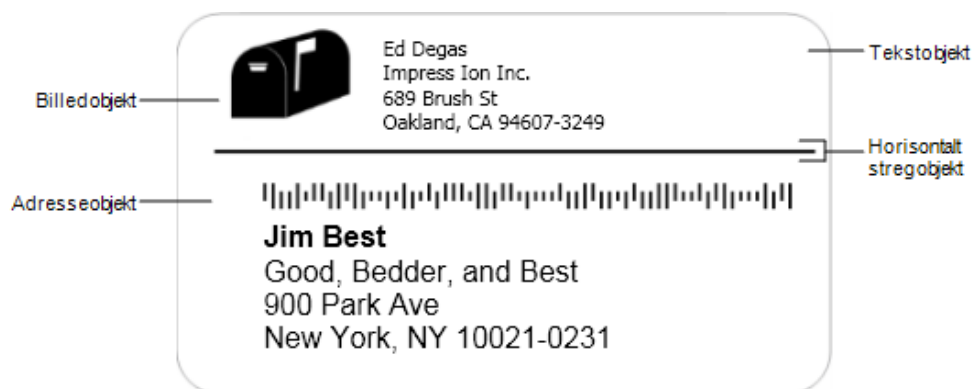 Ed Degas
Impress Ion Inc.
689 Brush St
Oakland, CA 94607-3249
Tekstobjekt
Billedobjekt
Horisontalt
stregobjekt
Adresseobjekt
Jim Best
Good, Bedder, and Best
900 Park Ave
New York, NY 10021-0231